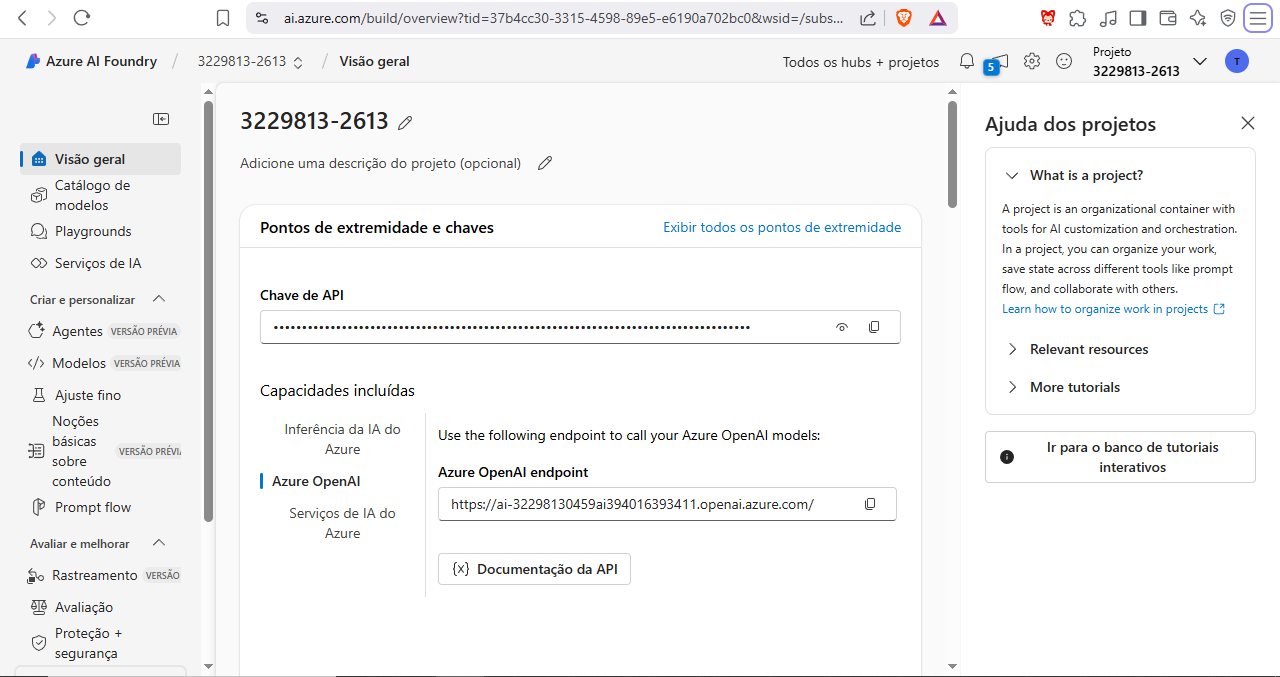 ai.azure.com/build/overview?tid=37b4cc30-3315-4598-89e5-e6190a702bc0&wsid=/subs...
Azure AI Foundry / 3229813-2613 / Visão geral
Todos os hubs + projetos
5
Projeto
3229813-2613
T
Visão geral
Catálogo de
modelos
Playgrounds
Serviços de IA
Criar e personalizar
Agentes VERSÃO PRÉVIA
Modelos VERSÃO PRÉVIA
Ajuste fino
Noções
básicas
sobre
conteúdo
VERSÃO PRÉVI
Prompt flow
Avaliar e melhorar
Rastreamento VERSÃO
Avaliação
Proteção +
segurança
3229813-2613
Adicione uma descrição do projeto (opcional)
Pontos de extremidade e chaves
Exibir todos os pontos de extremidade
Chave de API
Capacidades incluídas
Inferência da IA do
Azure
Azure OpenAI
Serviços de IA do
Azure
Use the following endpoint to call your Azure OpenAI models:
Azure OpenAI endpoint
https://ai-32298130459ai394016393411.openai.azure.com/
{x} Documentação da API
Ajuda dos projetos
What is a project?
A project is an organizational container with
tools for AI customization and orchestration.
In a project, you can organize your work,
save state across different tools like prompt
flow, and collaborate with others.
Learn how to organize work in projects
Relevant resources
More tutorials
Ir para o banco de tutoriais
interativos